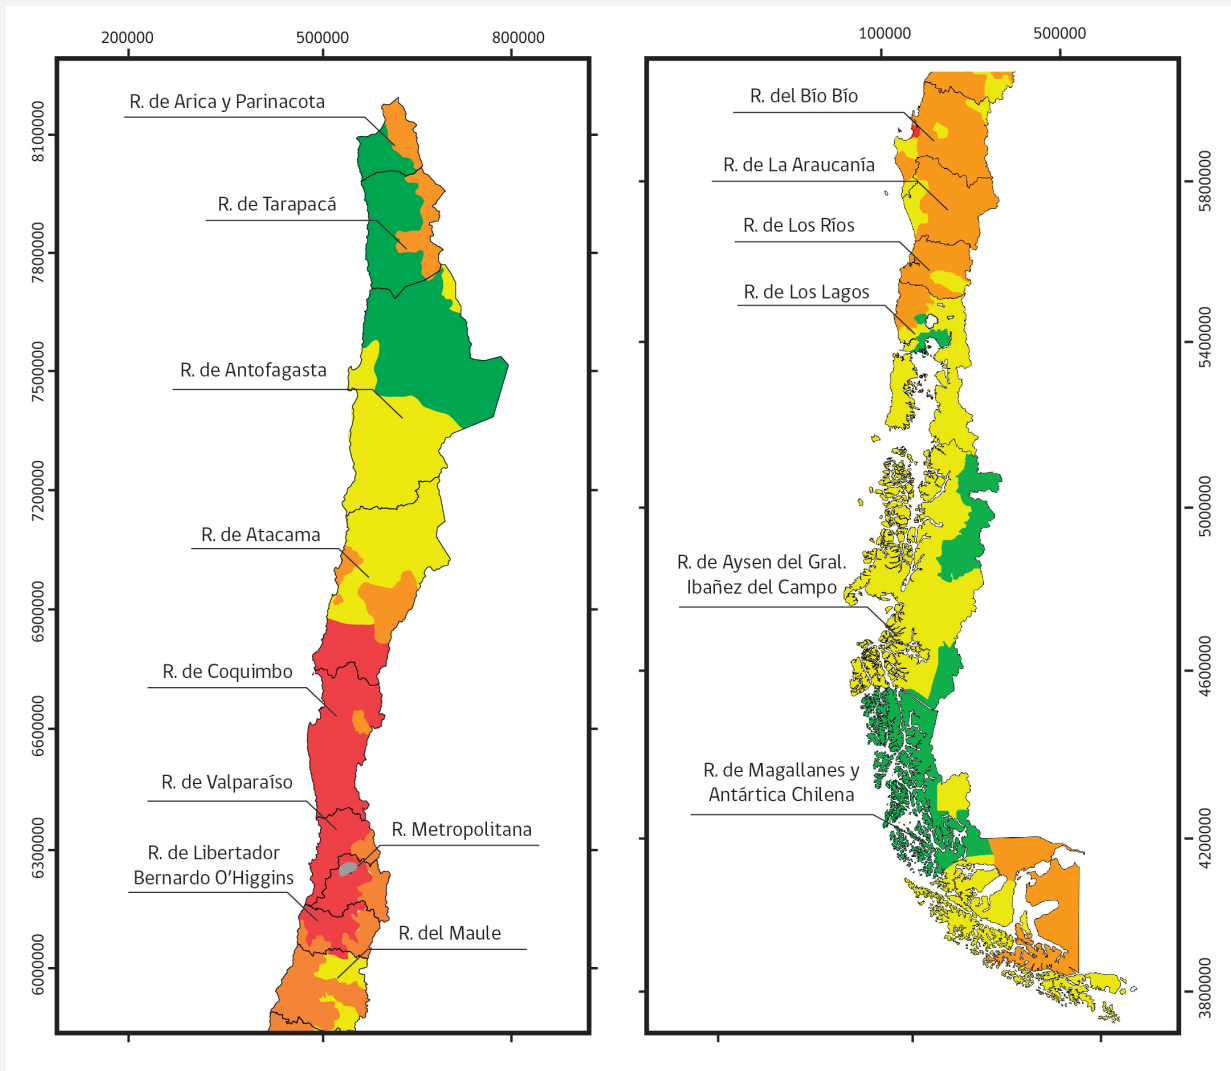 200000
500000
800000
8100000
7800000
7500000
7200000
6900000
6600000
6300000
6000000
R. de Arica y Parinacota
R. de Tarapacá
R. de Antofagasta
R. de Atacama
R. de Coquimbo
R. de Valparaíso
R. Metropolitana
R. de Libertador
Bernardo O’Higgins
R. del Maule
100000
500000
R. del Bío Bío
R. de La Araucanía
R. de Los Ríos
R. de Los Lagos
R. de Aysen del Gral.
Ibañez del Campo
R. de Magallanes y
Antártica Chilena
5800000
5400000
5000000
4600000
4200000
3800000